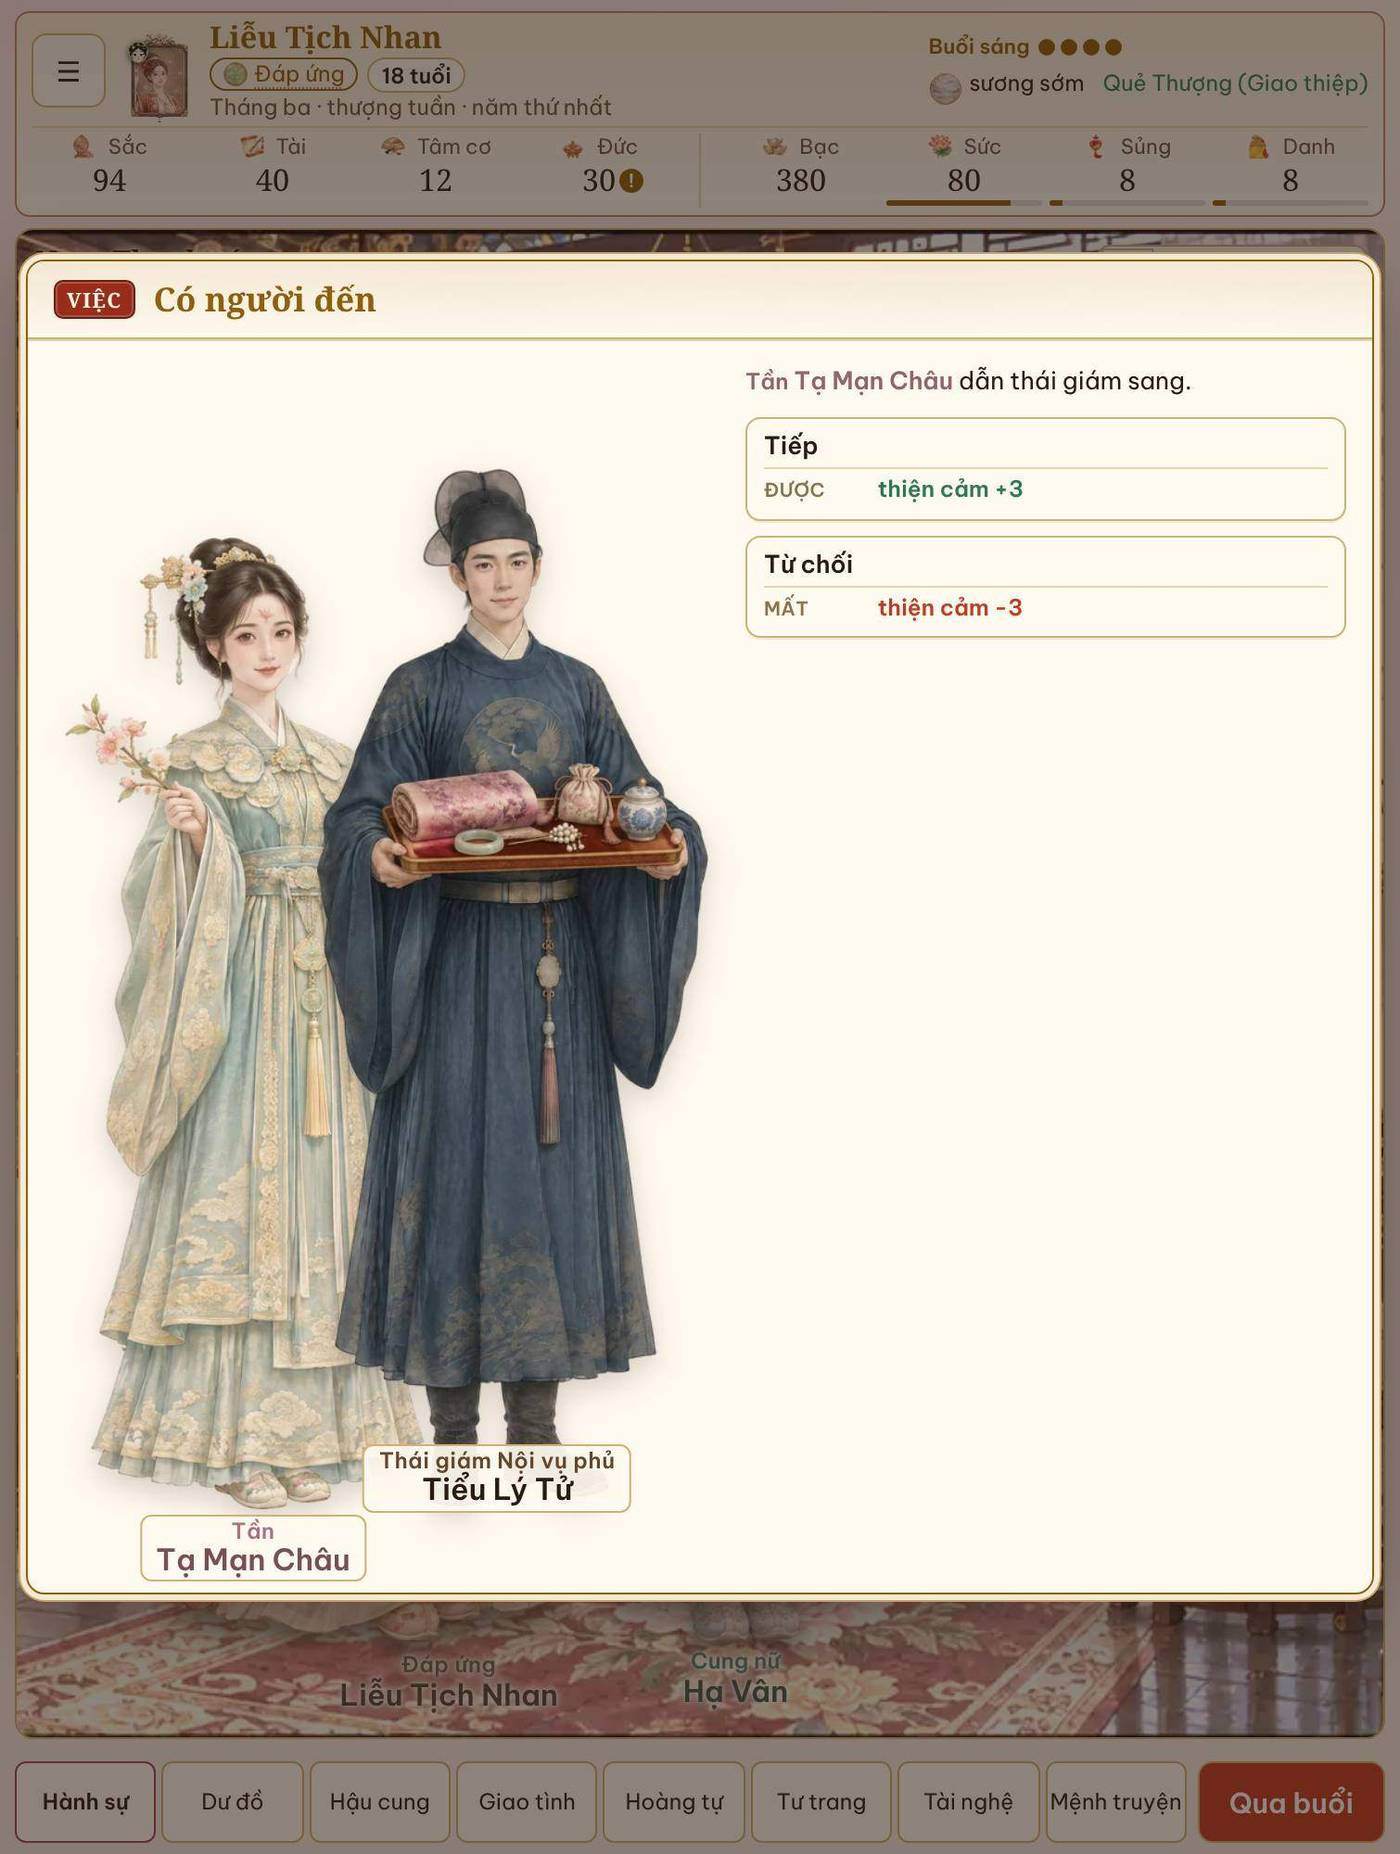 Liễu Tịch Nhan
Đáp ứng
18 tuổi
Tháng ba · thượng tuần · năm thứ nhất
Buổi sáng
sương sớm
Quẻ Thượng (Giao thiệp)
Sắc
94
Tài
40
Tâm cơ
12
Đức
30 !
Bạc
380
Sức
80
Sủng
8
Danh
8
VIỆC
Có người đến
Tần Tạ Mạn Châu dẫn thái giám sang.
Tiếp
ĐƯỢC thiện cảm +3
Từ chối
MẤT thiện cảm -3
Thái giám Nội vụ phủ
Tiểu Lý Tử
Tần
Tạ Mạn Châu
Đáp ứng
Liễu Tịch Nhan
Cung nữ
Hạ Vân
Hành sự
Dư đồ
Hậu cung
Giao tình
Hoàng tự
Tư trang
Tài nghệ
Mệnh truyện
Qua buổi